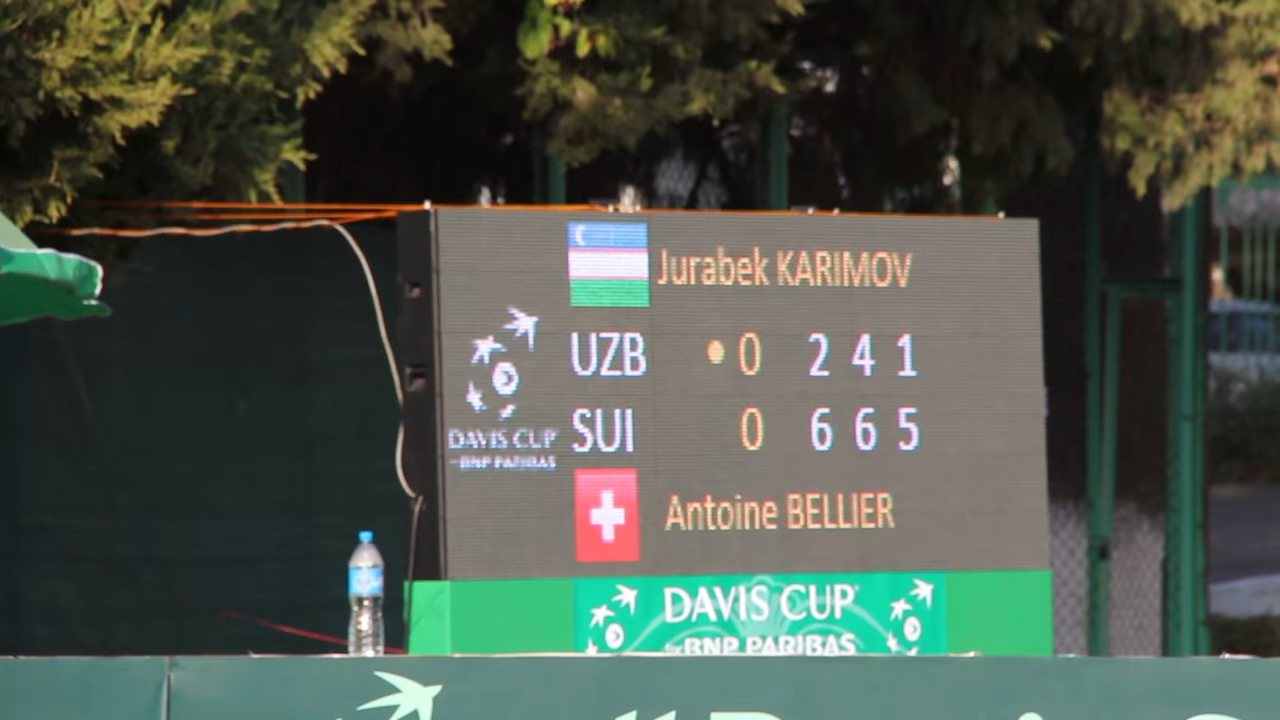 Jurabek KARIMOV
UZB 0 2 4 1
DAVIS CUP
BNP PARIBAS
SUI 0 6 6 5
Antoine BELLIER
DAVIS CUP
by BNP PARIBAS